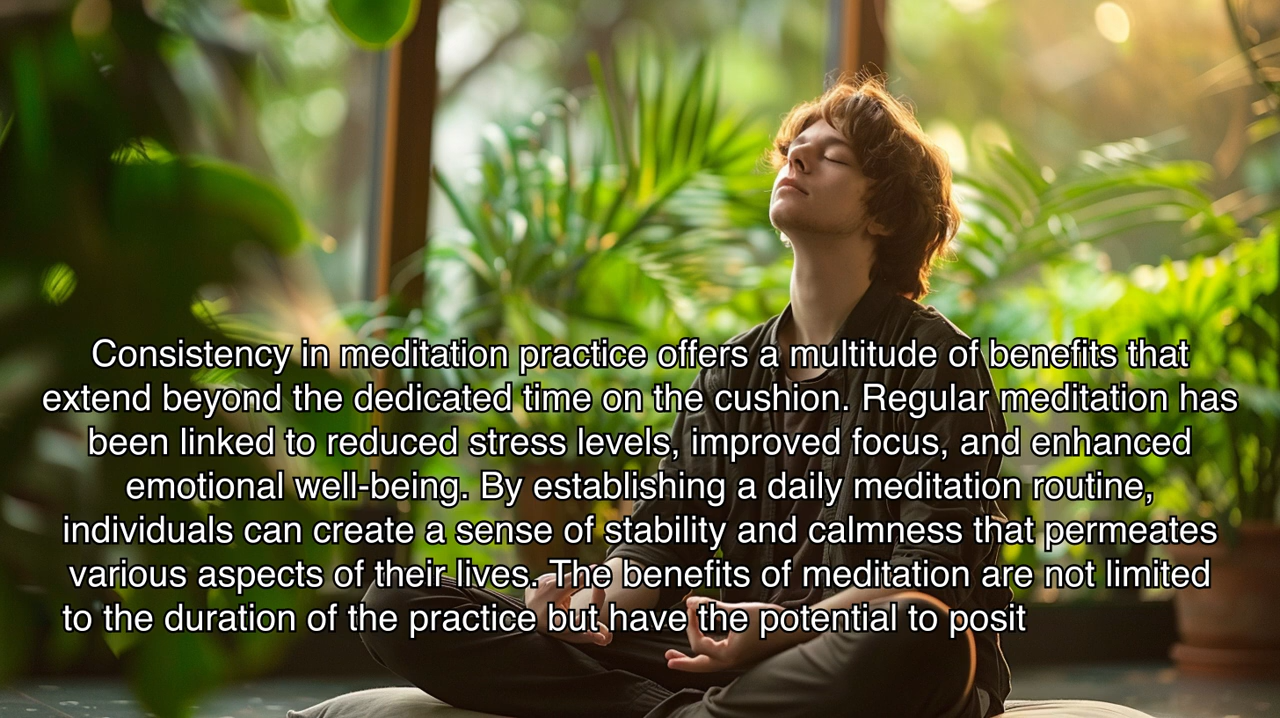 Consistency in meditation practice offers a multitude of benefits that
extend beyond the dedicated time on the cushion. Regular meditation has
been linked to reduced stress levels, improved focus, and enhanced
emotional well-being. By establishing a daily meditation routine,
individuals can create a sense of stability and calmness that permeates
various aspects of their lives. The benefits of meditation are not limited
to the duration of the practice but have the potential to posit